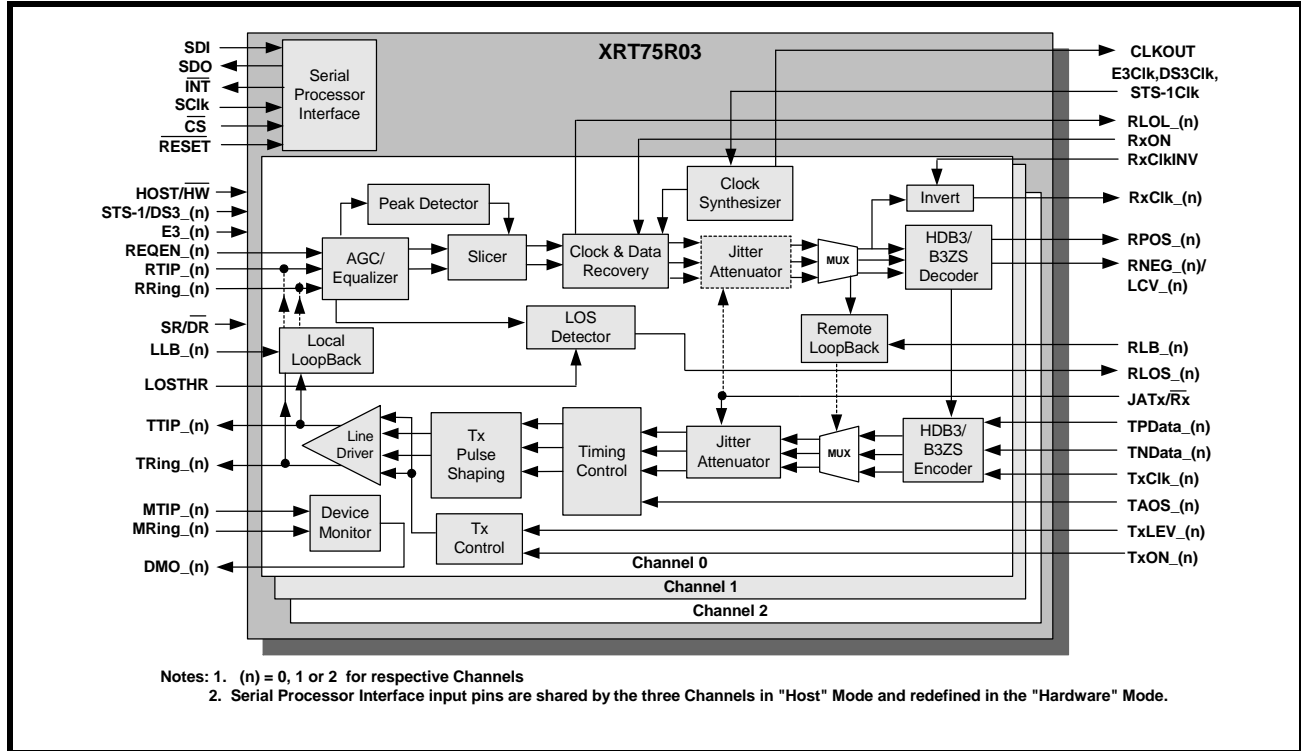 XRT75R03
SDI
SDO
INT
SClk
CS
RESET
Serial
Processor
Interface
CLKOUT
E3Clk,DS3Clk,
STS-1Clk
RLOL_(n)
RxON
RxClkINV
RxClk_(n)
RPOS_(n)
RNEG_(n)/
LCV_(n)
RLB_(n)
RLOS_(n)
JATx/Rx
TPData_(n)
TNData_(n)
TxClk_(n)
TAOS_(n)
TxLEV_(n)
TxON_(n)
HOST/HW
STS-1/DS3_(n)
E3_(n)
REQEN_(n)
RTIP_(n)
RRing_(n)
SR/DR
LLB_(n)
LOSTHR
TTIP_(n)
TRing_(n)
MTIP_(n)
MRing_(n)
DMO_(n)
Peak Detector
AGC/
Equalizer
Slicer
Clock & Data
Recovery
Clock
Synthesizer
Jitter
Attenuator
MUX
Invert
HDB3/
B3ZS
Decoder
LOS
Detector
Remote
LoopBack
Local
LoopBack
Line
Driver
Tx
Pulse
Shaping
Timing
Control
Jitter
Attenuator
MUX
HDB3/
B3ZS
Encoder
Device
Monitor
Tx
Control
Channel 0
Channel 1
Channel 2
Notes: 1. (n) = 0, 1 or 2 for respective Channels
2. Serial Processor Interface input pins are shared by the three Channels in "Host" Mode and redefined in the "Hardware" Mode.